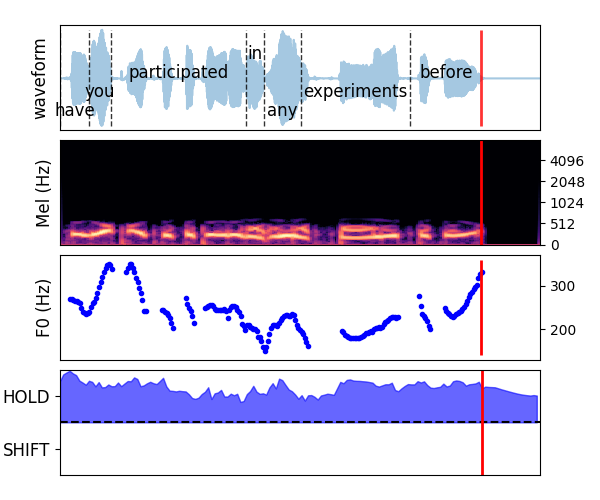 waveform
have you participated in any experiments before
Mel (Hz)
4096
2048
1024
512
0
F0 (Hz)
300
200
HOLD
SHIFT